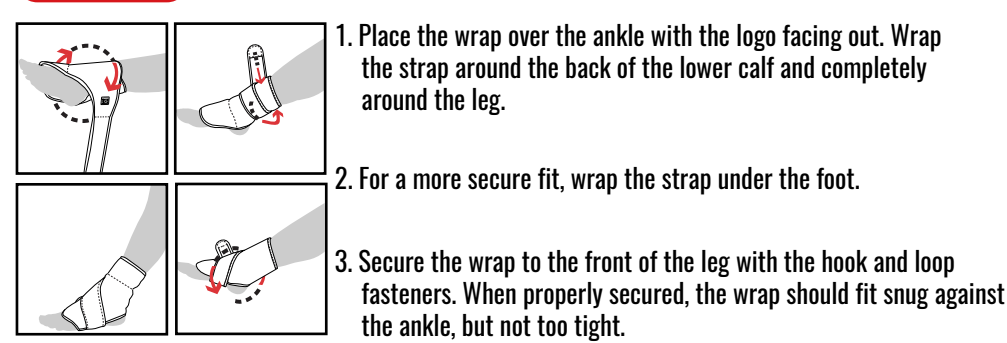 1. Place the wrap over the ankle with the logo facing out. Wrap
the strap around the back of the lower calf and completely
around the leg.
2. For a more secure fit, wrap the strap under the foot.
3. Secure the wrap to the front of the leg with the hook and loop
fasteners. When properly secured, the wrap should fit snug against
the ankle, but not too tight.